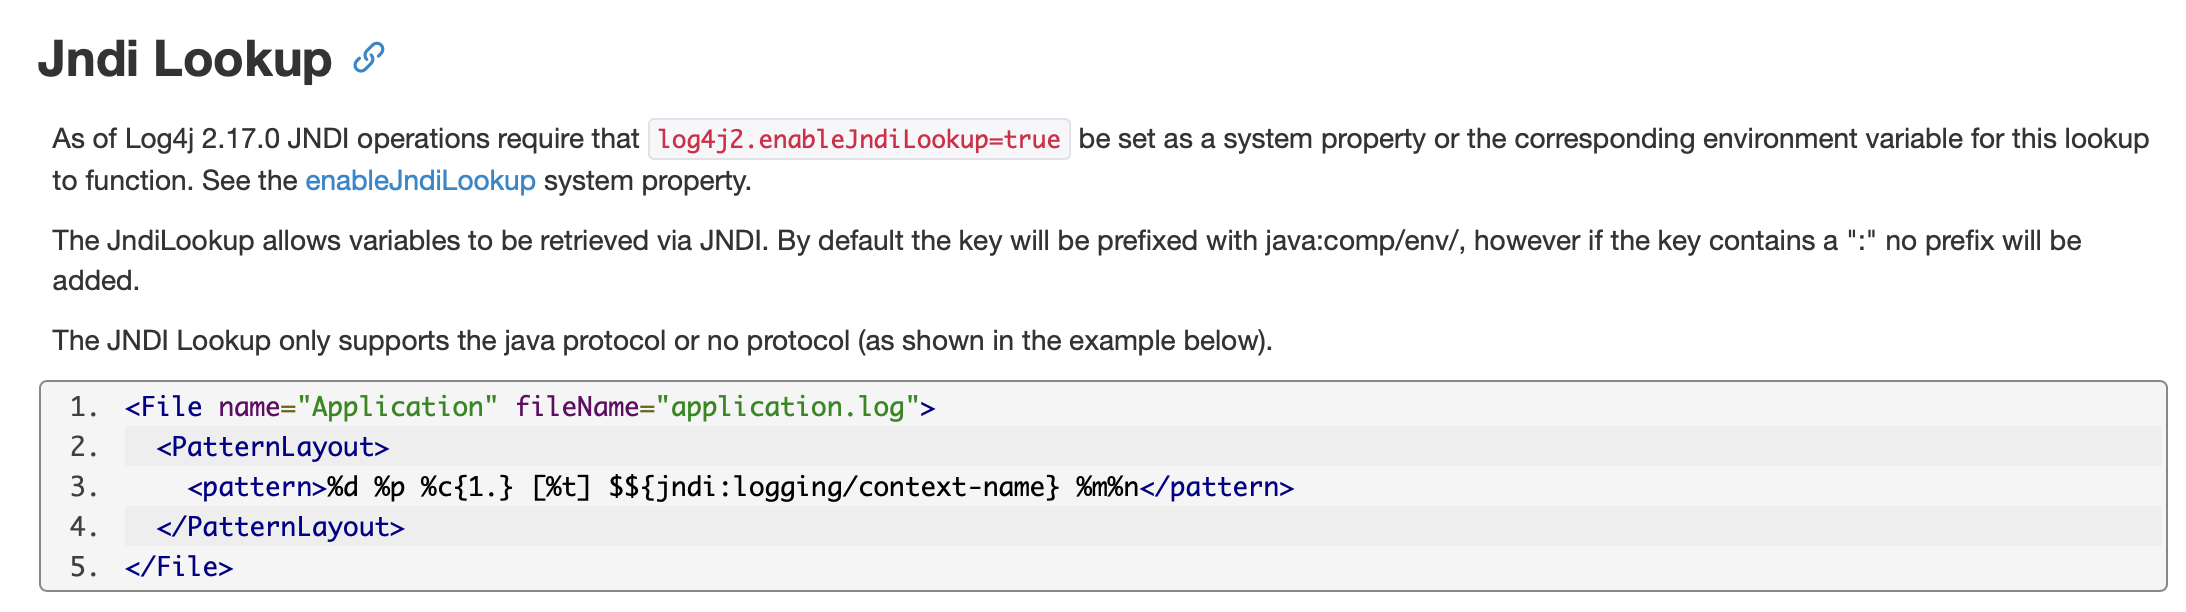 Jndi Lookup
As of Log4j 2.17.0 JNDI operations require that log4j2.enableJndiLookup=true be set as a system property or the corresponding environment variable for this lookup
to function. See the enableJndiLookup system property.
The JndiLookup allows variables to be retrieved via JNDI. By default the key will be prefixed with java:comp/env/, however if the key contains a ":" no prefix will be
added.
The JNDI Lookup only supports the java protocol or no protocol (as shown in the example below).
1. <File name="Application" fileName="application.log">
2.   <PatternLayout>
3.     <pattern>%d %p %c{1.} [%t] $${jndi:logging/context-name} %m%n</pattern>
4.   </PatternLayout>
5. </File>